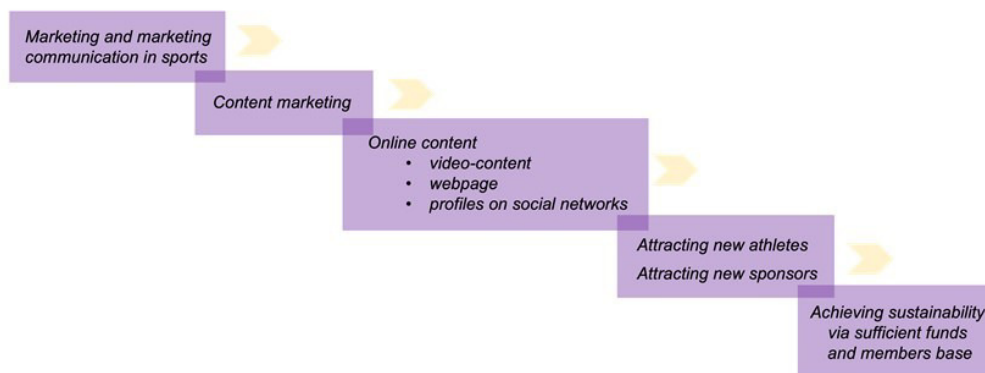 Marketing and marketing
communication in sports
Content marketing
Online content
• video-content
• webpage
• profiles on social networks
Attracting new athletes
Attracting new sponsors
Achieving sustainability
via sufficient funds
and members base